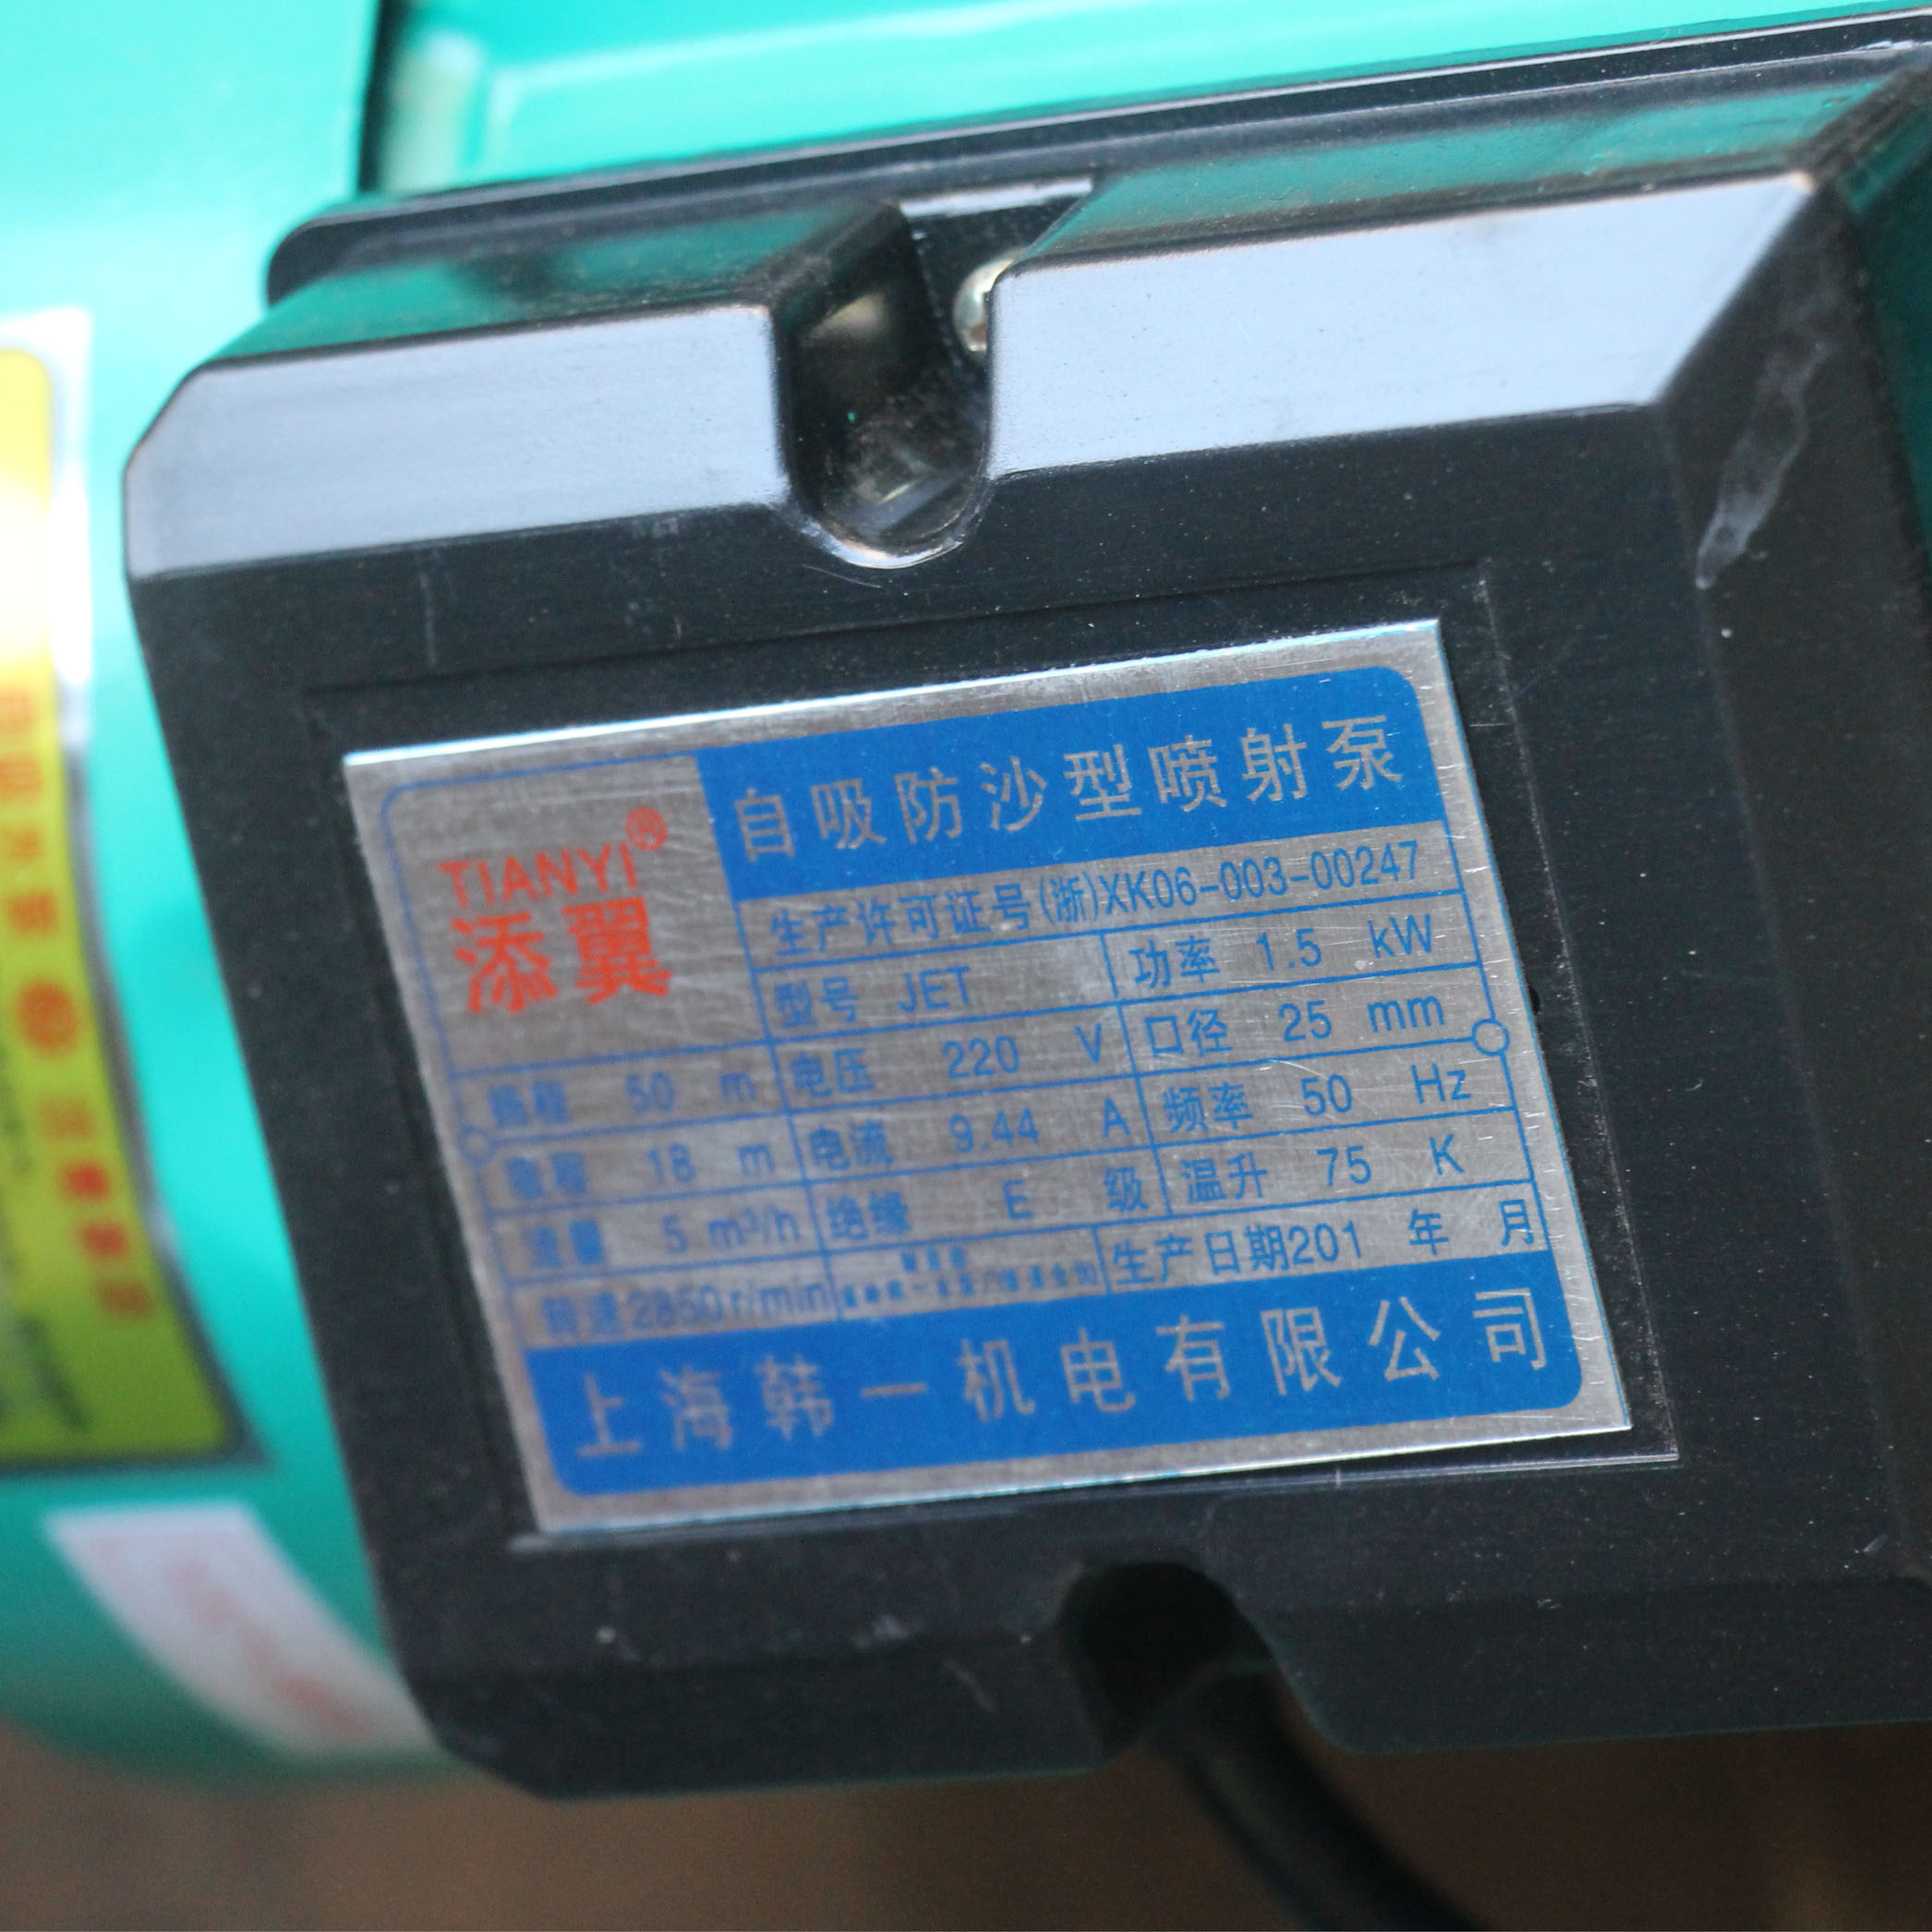 自吸防沙型喷射泵
TIANYI®
添翼
生产许可证号(浙)XK06-003-00247
型号 JET 功率 1.5 kW
扬程 50 m 电压 220 V 口径 25 mm
吸程 18 m 电流 9.44 A 频率 50 Hz
流量 5 m³/h 绝缘 E 级 温升 75 K
转速 2850r/min 生产日期201 年 月
上海韩一机电有限公司